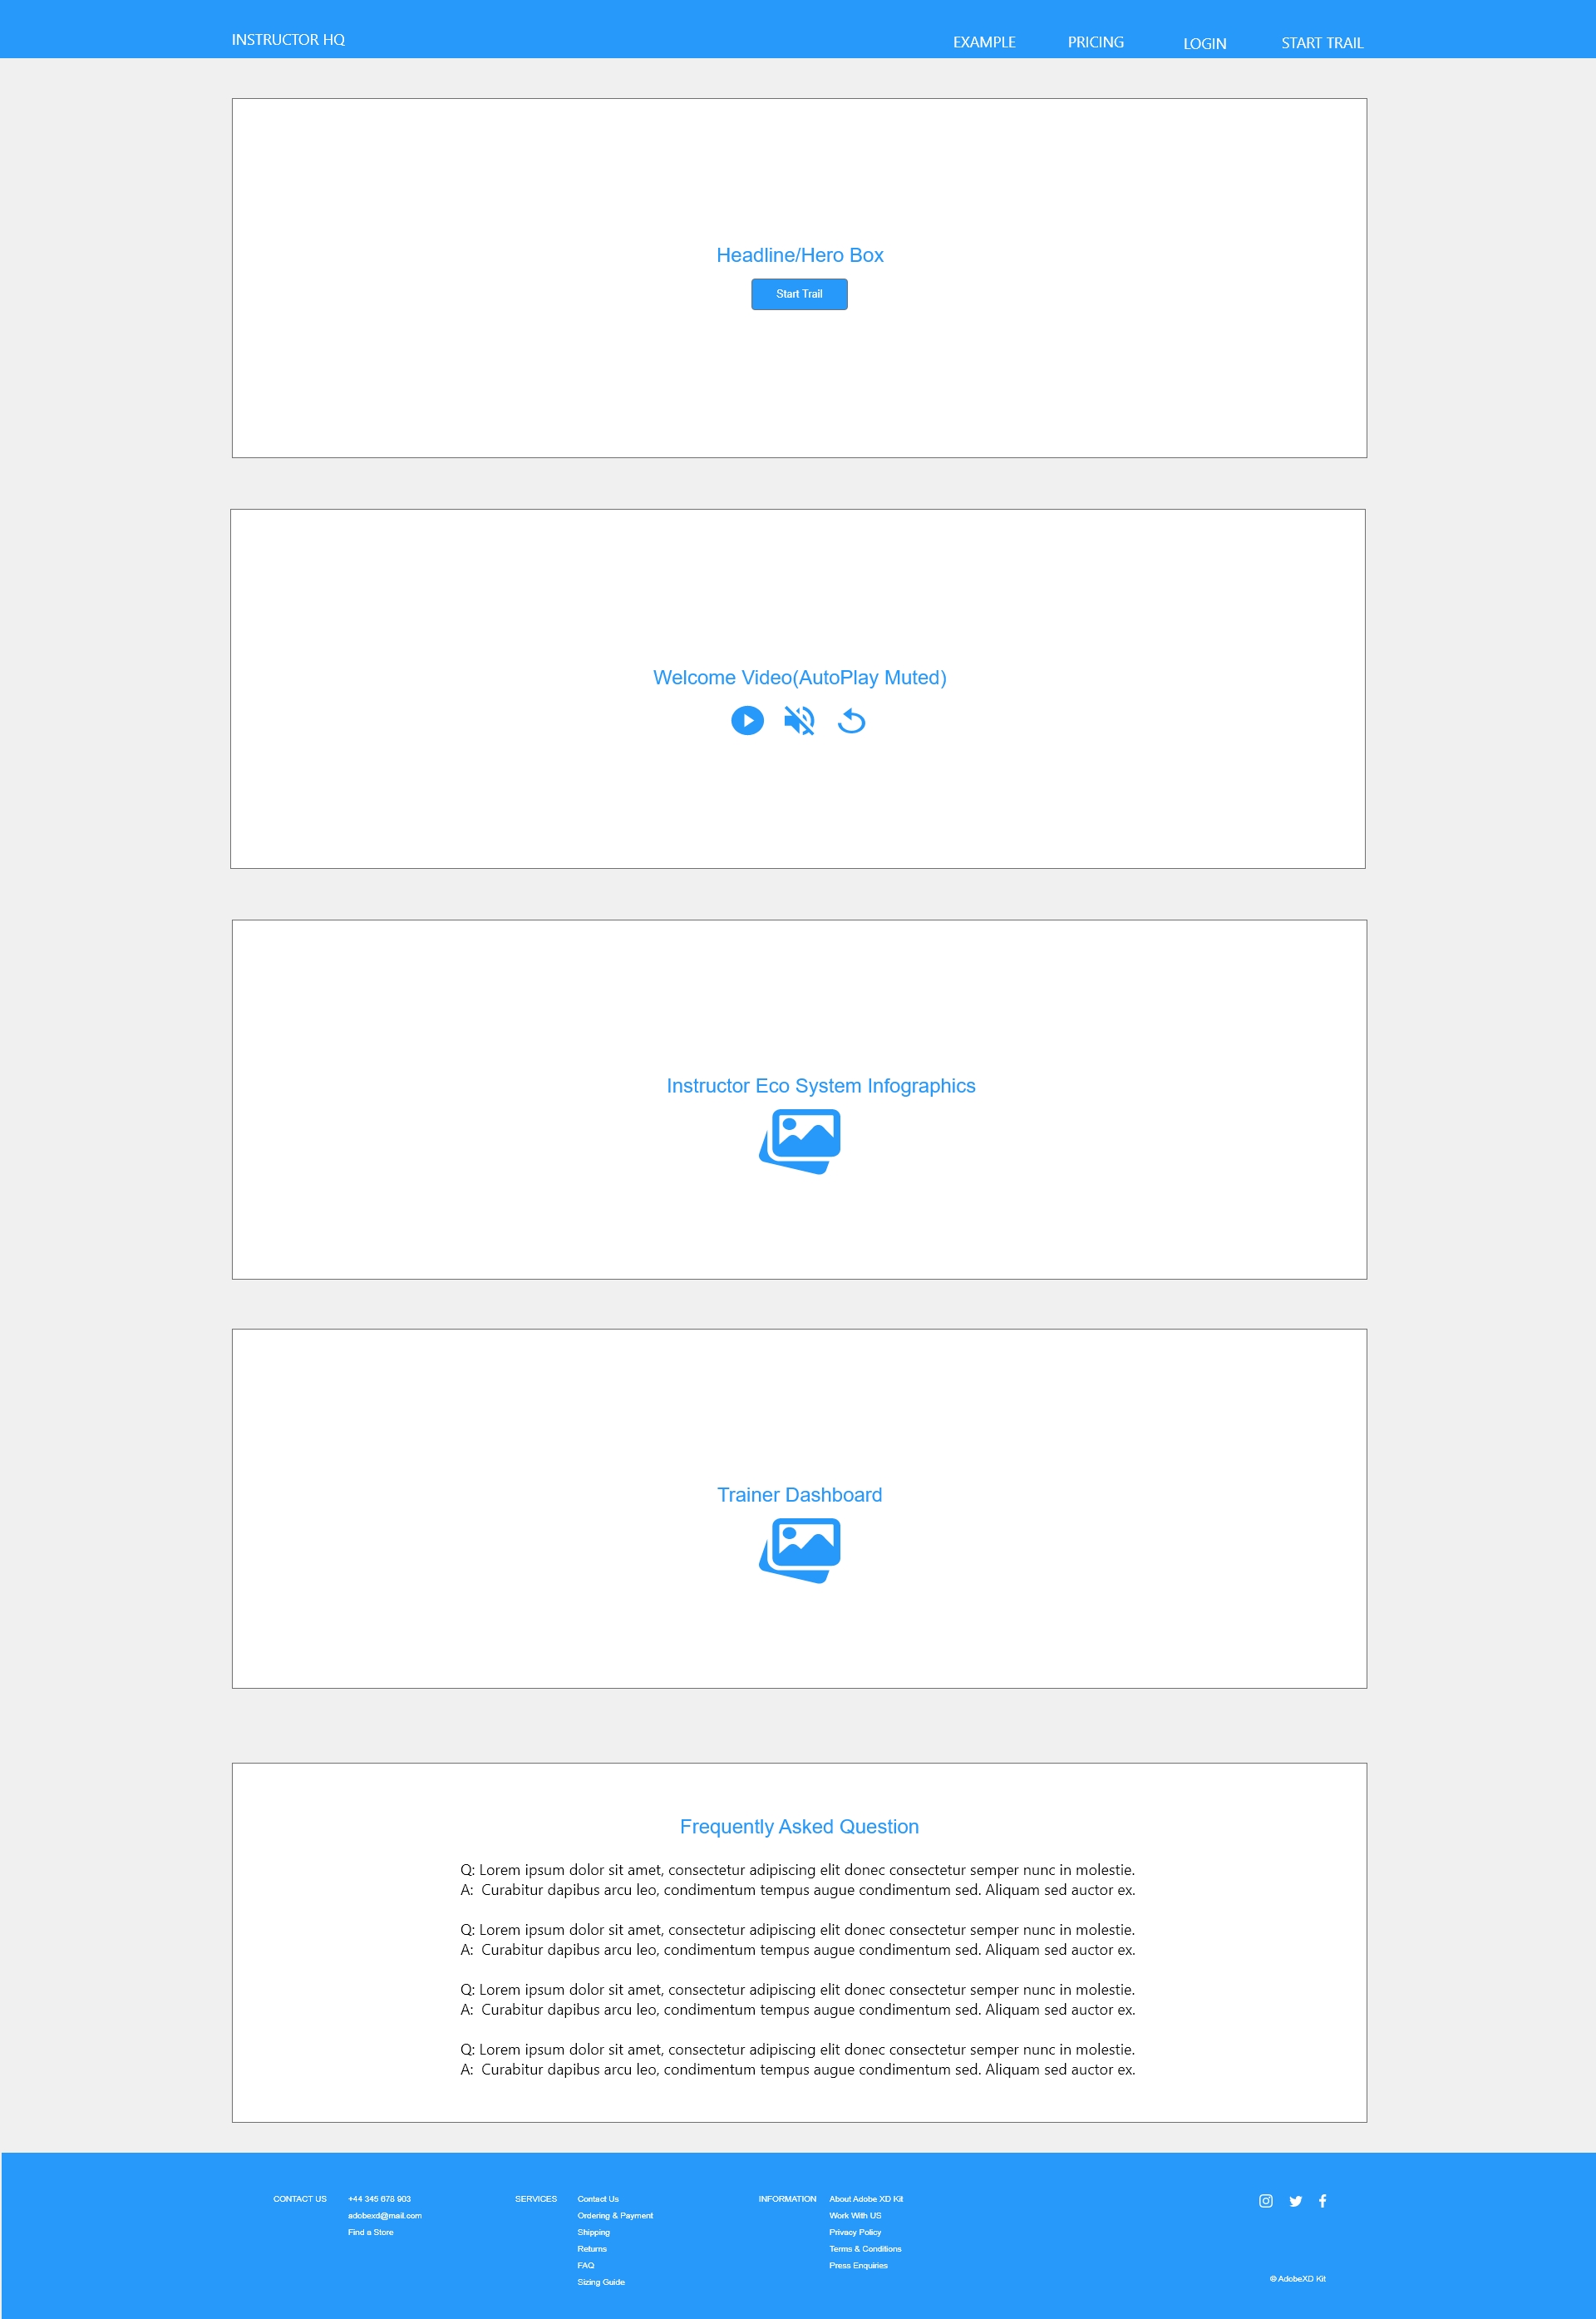 INSTRUCTOR HQ
EXAMPLE
PRICING
LOGIN
START TRAIL
Headline/Hero Box
Start Trail
Welcome Video(AutoPlay Muted)
Instructor Eco System Infographics
Trainer Dashboard
Frequently Asked Question
Q: Lorem ipsum dolor sit amet, consectetur adipiscing elit donec consectetur semper nunc in molestie.
A:  Curabitur dapibus arcu leo, condimentum tempus augue condimentum sed. Aliquam sed auctor ex.
Q: Lorem ipsum dolor sit amet, consectetur adipiscing elit donec consectetur semper nunc in molestie.
A:  Curabitur dapibus arcu leo, condimentum tempus augue condimentum sed. Aliquam sed auctor ex.
Q: Lorem ipsum dolor sit amet, consectetur adipiscing elit donec consectetur semper nunc in molestie.
A:  Curabitur dapibus arcu leo, condimentum tempus augue condimentum sed. Aliquam sed auctor ex.
Q: Lorem ipsum dolor sit amet, consectetur adipiscing elit donec consectetur semper nunc in molestie.
A:  Curabitur dapibus arcu leo, condimentum tempus augue condimentum sed. Aliquam sed auctor ex.
CONTACT US
+44 345 678 903
adobexd@mail.com
Find a Store
SERVICES
Contact Us
Ordering & Payment
Shipping
Returns
FAQ
Sizing Guide
INFORMATION
About Adobe XD Kit
Work With US
Privacy Policy
Terms & Conditions
Press Enquiries
© AdobeXD Kit